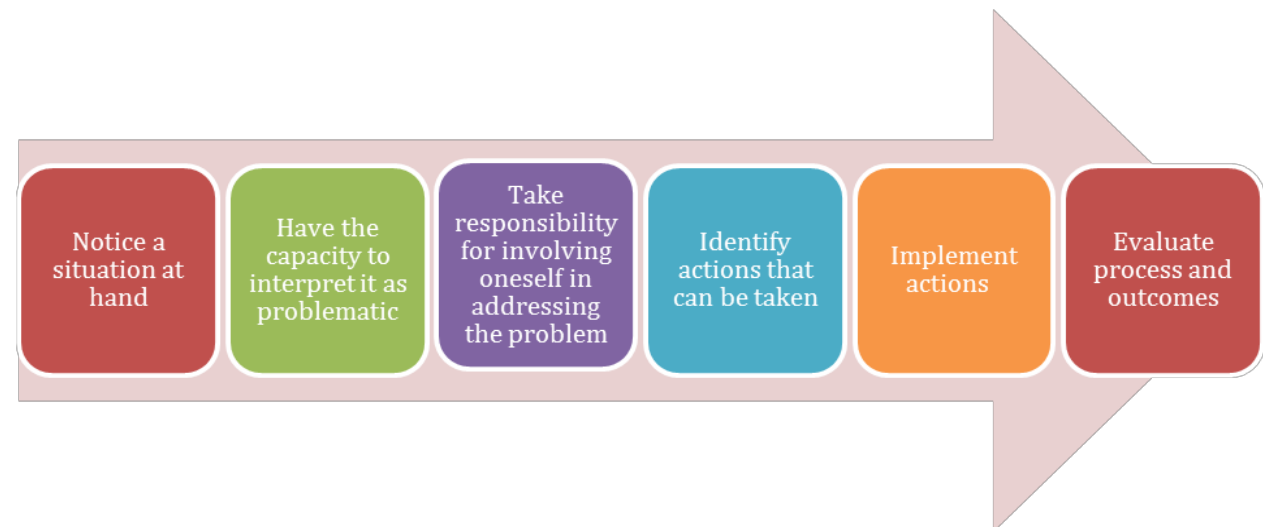 Notice a
situation at
hand
Have the
capacity to
interpret it as
problematic
Take
responsibility
for involving
oneself in
addressing
the problem
Identify
actions that
can be taken
Implement
actions
Evaluate
process and
outcomes